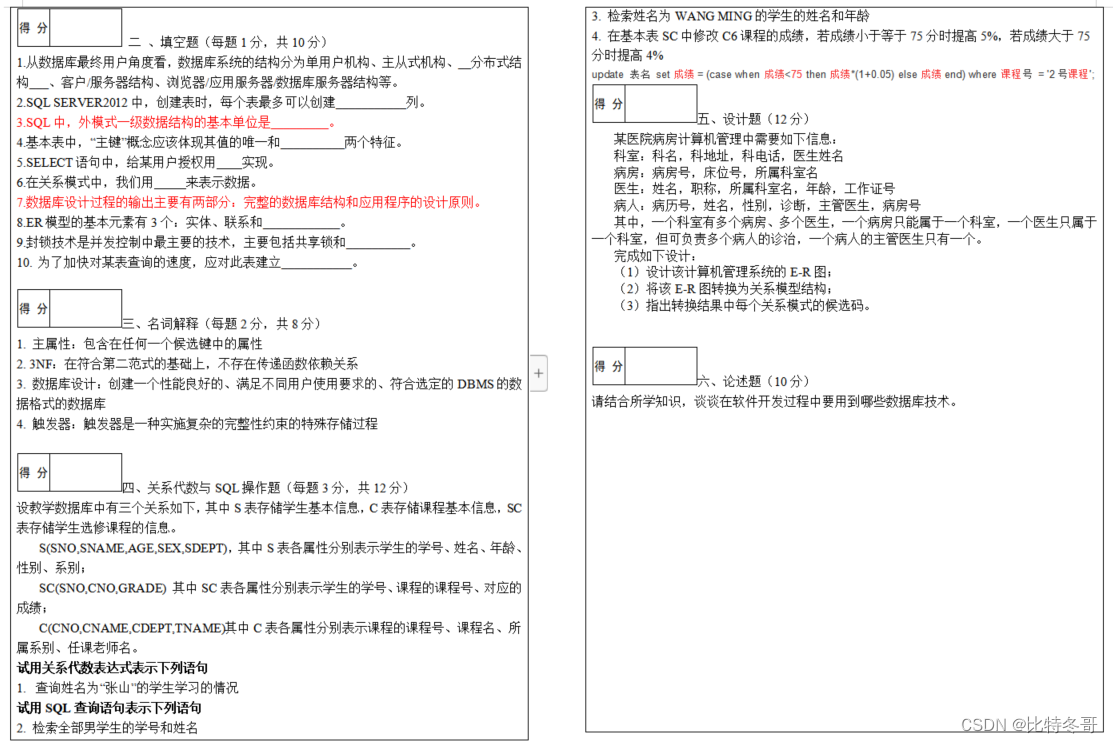 得 分
二 、填空题（每题 1 分，共 10 分）
1.从数据库最终用户角度看，数据库系统的结构分为单用户机构、主从式机构、__分布式结
构___、客户/服务器结构、浏览器/应用服务器/数据库服务器结构等。
2.SQL SERVER2012 中，创建表时，每个表最多可以创建___________列。
3.SQL 中，外模式一级数据结构的基本单位是_________。
4.基本表中，“主键”概念应该体现其值的唯一和__________两个特征。
5.SELECT 语句中，给某用户授权用____实现。
6.在关系模式中，我们用_____来表示数据。
7.数据库设计过程的输出主要有两部分：完整的数据库结构和应用程序的设计原则。
8.ER 模型的基本元素有 3 个：实体、联系和____________。
9.封锁技术是并发控制中最主要的技术，主要包括共享锁和__________。
10. 为了加快对某表查询的速度，应对此表建立___________。
得 分
三、名词解释（每题 2 分，共 8 分）
1. 主属性：包含在任何一个候选键中的属性
2. 3NF：在符合第二范式的基础上，不存在传递函数依赖关系
3. 数据库设计：创建一个性能良好的、满足不同用户使用要求的、符合选定的 DBMS 的数
据格式的数据库
4. 触发器：触发器是一种实施复杂的完整性约束的特殊存储过程
得 分
四、关系代数与 SQL 操作题（每题 3 分，共 12 分）
设教学数据库中有三个关系如下，其中 S 表存储学生基本信息，C 表存储课程基本信息，SC
表存储学生选修课程的信息。
S(SNO,SNAME,AGE,SEX,SDEPT)，其中 S 表各属性分别表示学生的学号、姓名、年龄、
性别、系别；
SC(SNO,CNO,GRADE) 其中 SC 表各属性分别表示学生的学号、课程的课程号、对应的
成绩；
C(CNO,CNAME,CDEPT,TNAME)其中 C 表各属性分别表示课程的课程号、课程名、所
属系别、任课老师名。
试用关系代数表达式表示下列语句
1. 查询姓名为“张山”的学生学习的情况
试用 SQL 查询语句表示下列语句
2. 检索全部男学生的学号和姓名
3. 检索姓名为 WANG MING 的学生的姓名和年龄
4. 在基本表 SC 中修改 C6 课程的成绩，若成绩小于等于 75 分时提高 5%，若成绩大于 75
分时提高 4%
update 表名 set 成绩 = (case when 成绩<75 then 成绩*(1+0.05) else 成绩 end) where 课程号 = '2 号课程';
得 分
五、设计题（12 分）
某医院病房计算机管理中需要如下信息：
科室：科名，科地址，科电话，医生姓名
病房：病房号，床位号，所属科室名
医生：姓名，职称，所属科室名，年龄，工作证号
病人：病历号，姓名，性别，诊断，主管医生，病房号
其中，一个科室有多个病房、多个医生，一个病房只能属于一个科室，一个医生只属于
一个科室，但可负责多个病人的诊治，一个病人的主管医生只有一个。
完成如下设计：
（1）设计该计算机管理系统的 E-R 图；
（2）将该 E-R 图转换为关系模型结构；
（3）指出转换结果中每个关系模式的候选码。
得 分
六、论述题（10 分）
请结合所学知识，谈谈在软件开发过程中要用到哪些数据库技术。
CSDN @比特冬哥